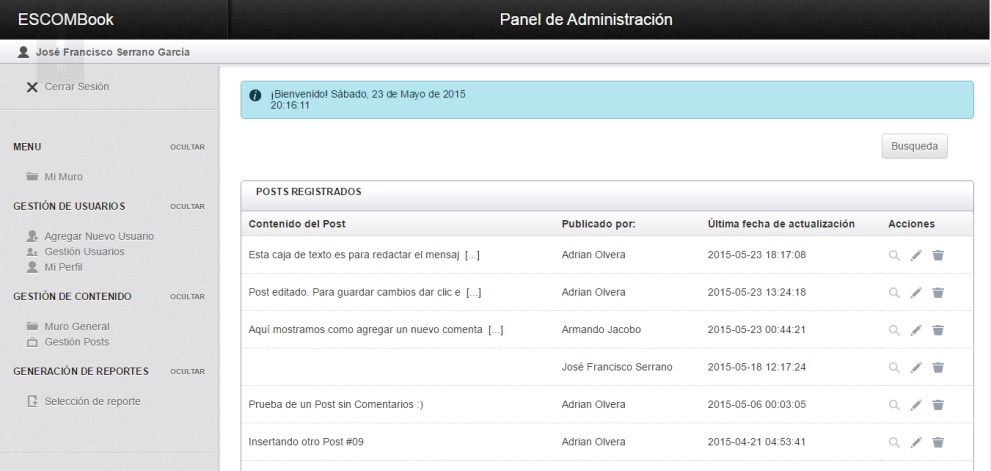 ESCOMBook
Panel de Administración
José Francisco Serrano García
Cerrar Sesión
¡Bienvenido! Sábado, 23 de Mayo de 2015
20:16:11
Busqueda
MENU OCULTAR
Mi Muro
GESTIÓN DE USUARIOS OCULTAR
Agregar Nuevo Usuario
Gestión Usuarios
Mi Perfil
GESTIÓN DE CONTENIDO OCULTAR
Muro General
Gestión Posts
GENERACIÓN DE REPORTES OCULTAR
Selección de reporte
POSTS REGISTRADOS
Contenido del Post Publicado por: Última fecha de actualización Acciones
Esta caja de texto es para redactar el mensaj [...] Adrian Olvera 2015-05-23 18:17:08
Post editado. Para guardar cambios dar clic e [...] Adrian Olvera 2015-05-23 13:24:18
Aquí mostramos como agregar un nuevo comenta [...] Armando Jacobo 2015-05-23 00:44:21
José Francisco Serrano 2015-05-18 12:17:24
Prueba de un Post sin Comentarios :) Adrian Olvera 2015-05-06 00:03:05
Insertando otro Post #09 Adrian Olvera 2015-04-21 04:53:41